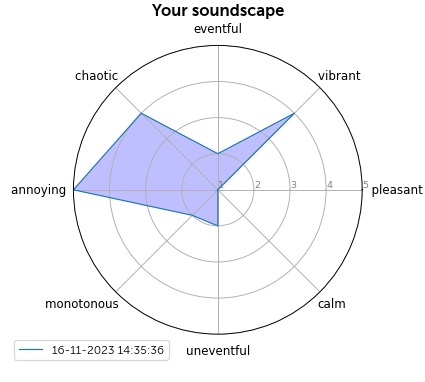 Your soundscape
eventful
chaotic
vibrant
annoying
1
2
3
4
5
pleasant
monotonous
calm
uneventful
16-11-2023 14:35:36